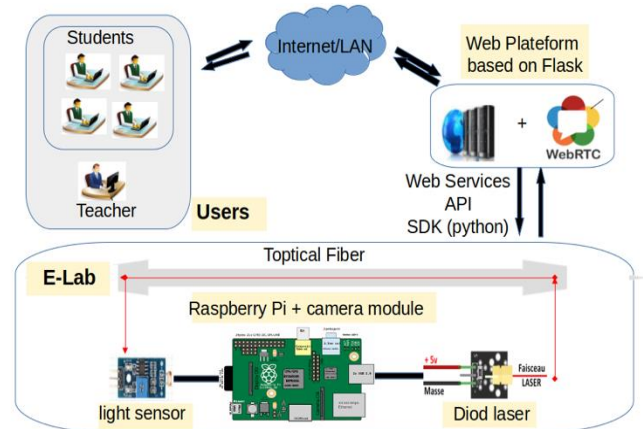 Students
Teacher
Users
Internet/LAN
Web Plateform
based on Flask
+
WebRTC
Web Services
API
SDK (python)
E-Lab
Toptical Fiber
Raspberry Pi + camera module
light sensor
+ 5v
Masse
Faisceau
LASER
Diod laser